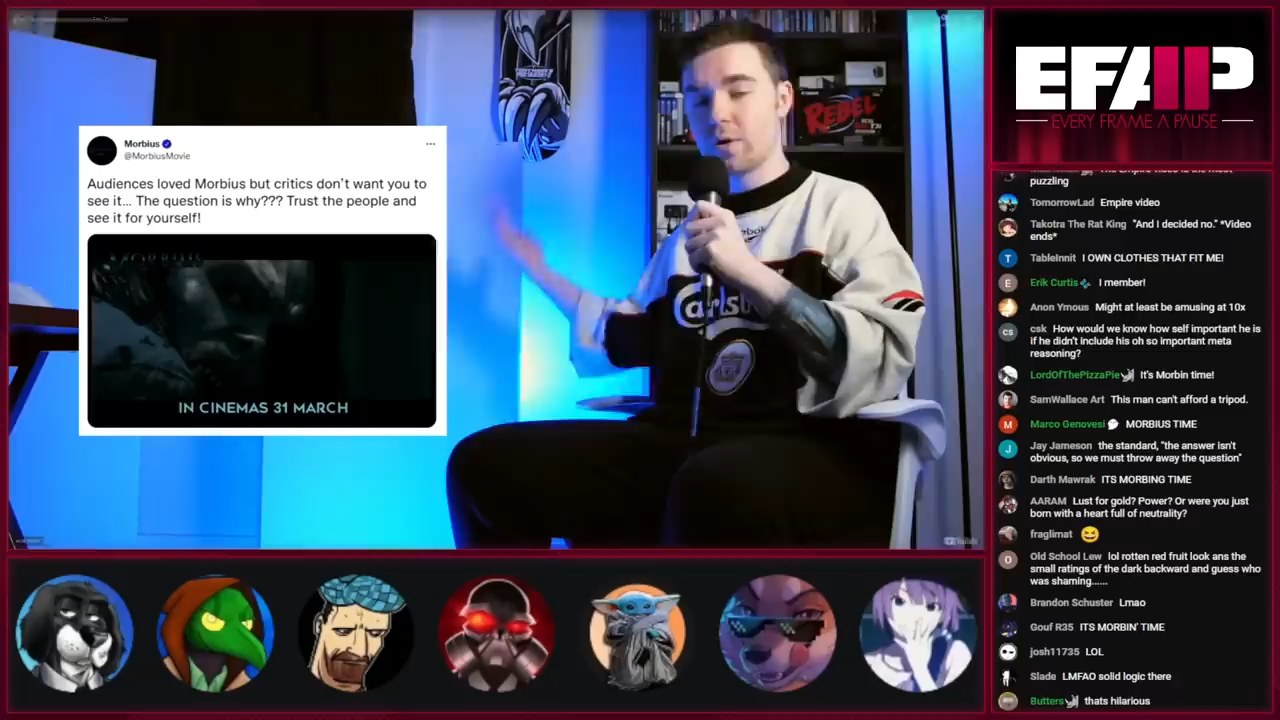 Morbius
@MorbiusMovie
Audiences loved Morbius but critics don't want you to
see it... The question is why??? Trust the people and
see it for yourself!
IN CINEMAS 31 MARCH
REBEL
Carlsb
EFAP
EVERY FRAME A PAUSE
puzzling
TomorrowLad Empire video
Takotra The Rat King "And I decided no." *Video
ends*
TableInnit I OWN CLOTHES THAT FIT ME!
Erik Curtis I member!
Anon Ymous Might at least be amusing at 10x
csk How would we know how self important he is
if he didn't include his oh so important meta
reasoning?
LordOfThePizzaPie It's Morbin time!
SamWallace Art This man can't afford a tripod.
Marco Genovesi MORBIUS TIME
Jay Jameson the standard, "the answer isn't
obvious, so we must throw away the question"
Darth Mawrak ITS MORBING TIME
AARAM Lust for gold? Power? Or were you just
born with a heart full of neutrality?
fraglimat
Old School Lew lol rotten red fruit look ans the
small ratings of the dark backward and guess who
was shaming......
Brandon Schuster Lmao
Gouf R35 ITS MORBIN' TIME
josh11735 LOL
Slade LMFAO solid logic there
Butters thats hilarious